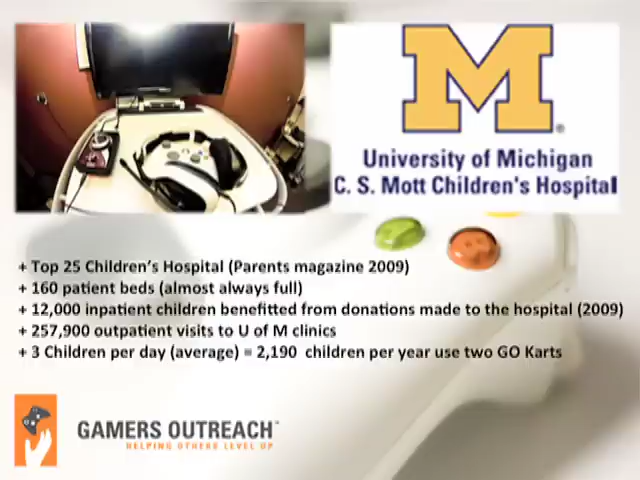 M
University of Michigan
C. S. Mott Children's Hospital
+ Top 25 Children's Hospital (Parents magazine 2009)
+ 160 patient beds (almost always full)
+ 12,000 inpatient children benefitted from donations made to the hospital (2009)
+ 257,900 outpatient visits to U of M clinics
+ 3 Children per day (average) = 2,190 children per year use two GO Karts
GAMERS OUTREACH
HELPING OTHERS LEVEL UP